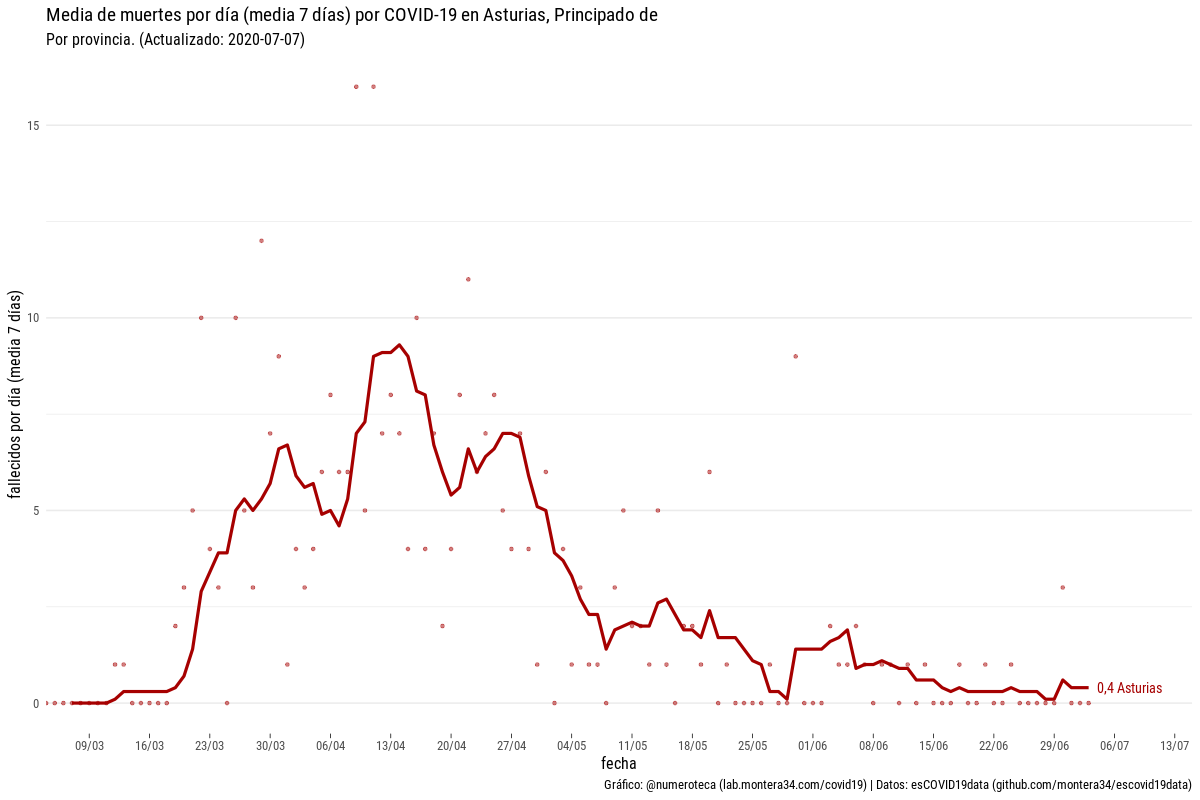 Media de muertes por día (media 7 días) por COVID-19 en Asturias, Principado de
Por provincia. (Actualizado: 2020-07-07)
fallecidos por día (media 7 días)
15
10
5
0
0,4 Asturias
09/03 16/03 23/03 30/03 06/04 13/04 20/04 27/04 04/05 11/05 18/05 25/05 01/06 08/06 15/06 22/06 29/06 06/07 13/07
fecha
Gráfico: @numeroteca (lab.montera34.com/covid19) | Datos: esCOVID19data (github.com/montera34/escovid19data)